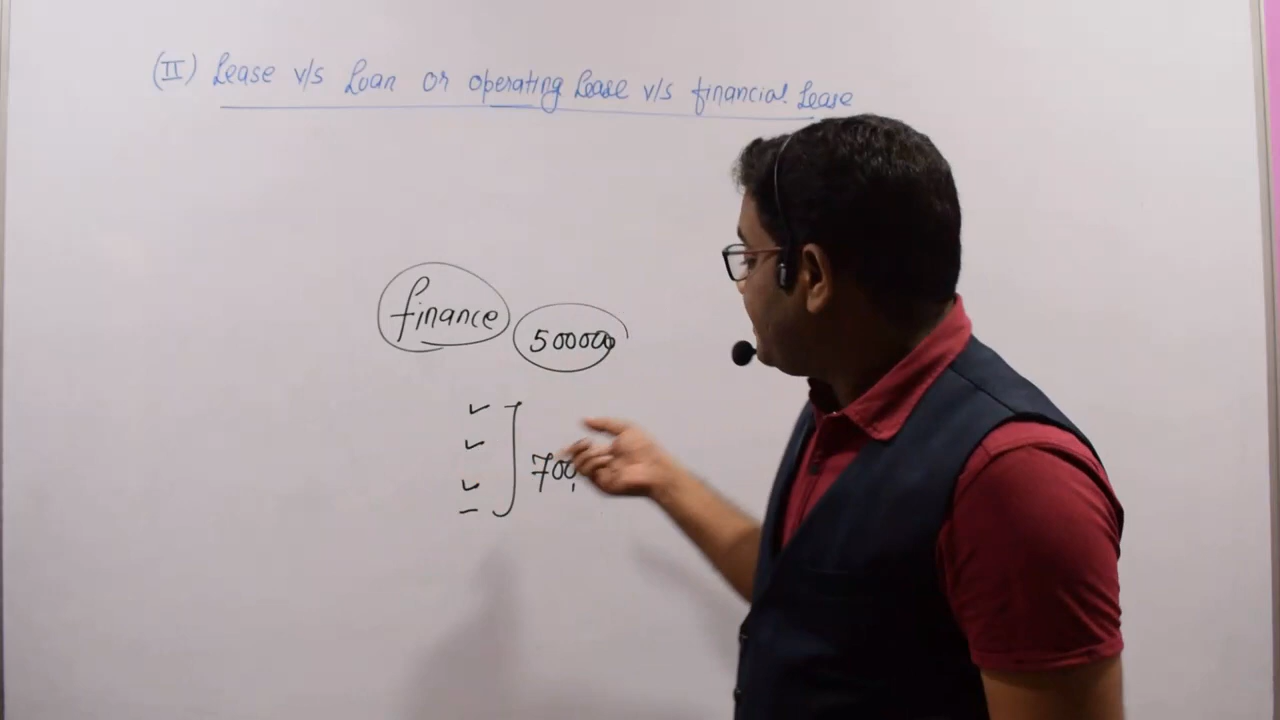 (II) Lease v/s Loan or operating Lease v/s financial Lease
finance 500000